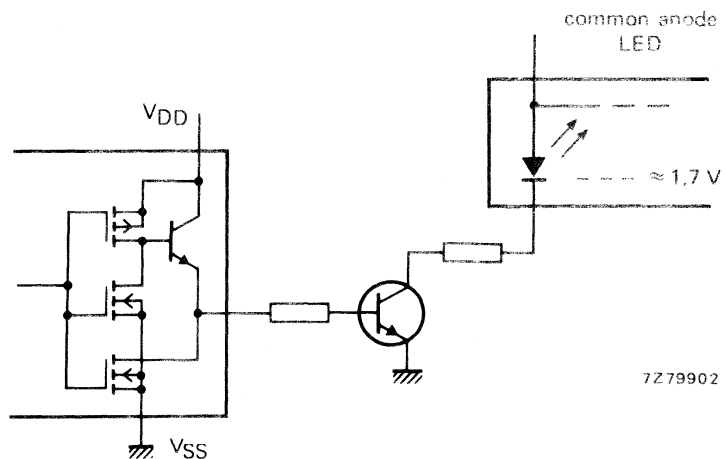 common anode
LED
VDD
≈ 1,7 V
7Z79902
VSS